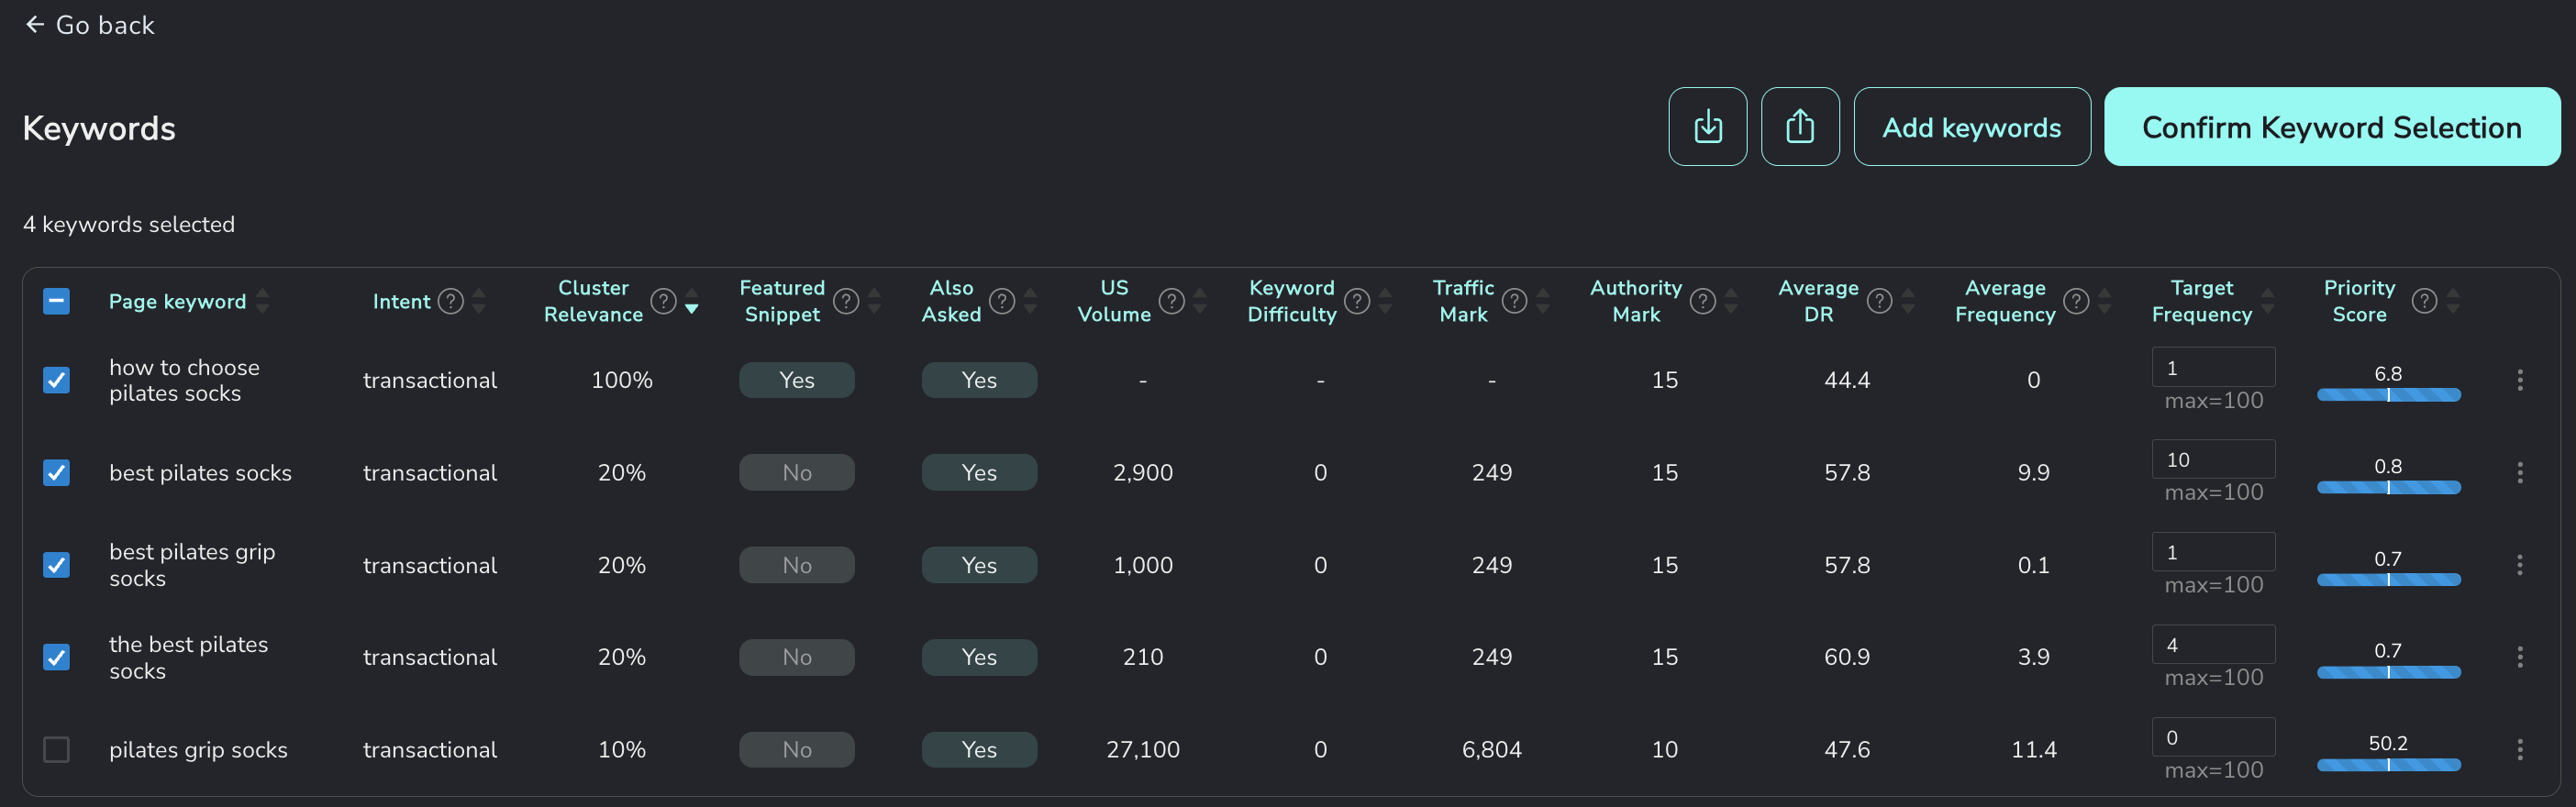 ← Go back
Keywords
Add keywords
Confirm Keyword Selection
4 keywords selected
Page keyword Intent ? Cluster Relevance ? Featured Snippet ? Also Asked ? US Volume ? Keyword Difficulty ? Traffic Mark ? Authority Mark ? Average DR ? Average Frequency ? Target Frequency Priority Score ?
how to choose pilates socks transactional 100% Yes Yes - - - 15 44.4 0 1 max=100 6.8
best pilates socks transactional 20% No Yes 2,900 0 249 15 57.8 9.9 10 max=100 0.8
best pilates grip socks transactional 20% No Yes 1,000 0 249 15 57.8 0.1 1 max=100 0.7
the best pilates socks transactional 20% No Yes 210 0 249 15 60.9 3.9 4 max=100 0.7
pilates grip socks transactional 10% No Yes 27,100 0 6,804 10 47.6 11.4 0 max=100 50.2